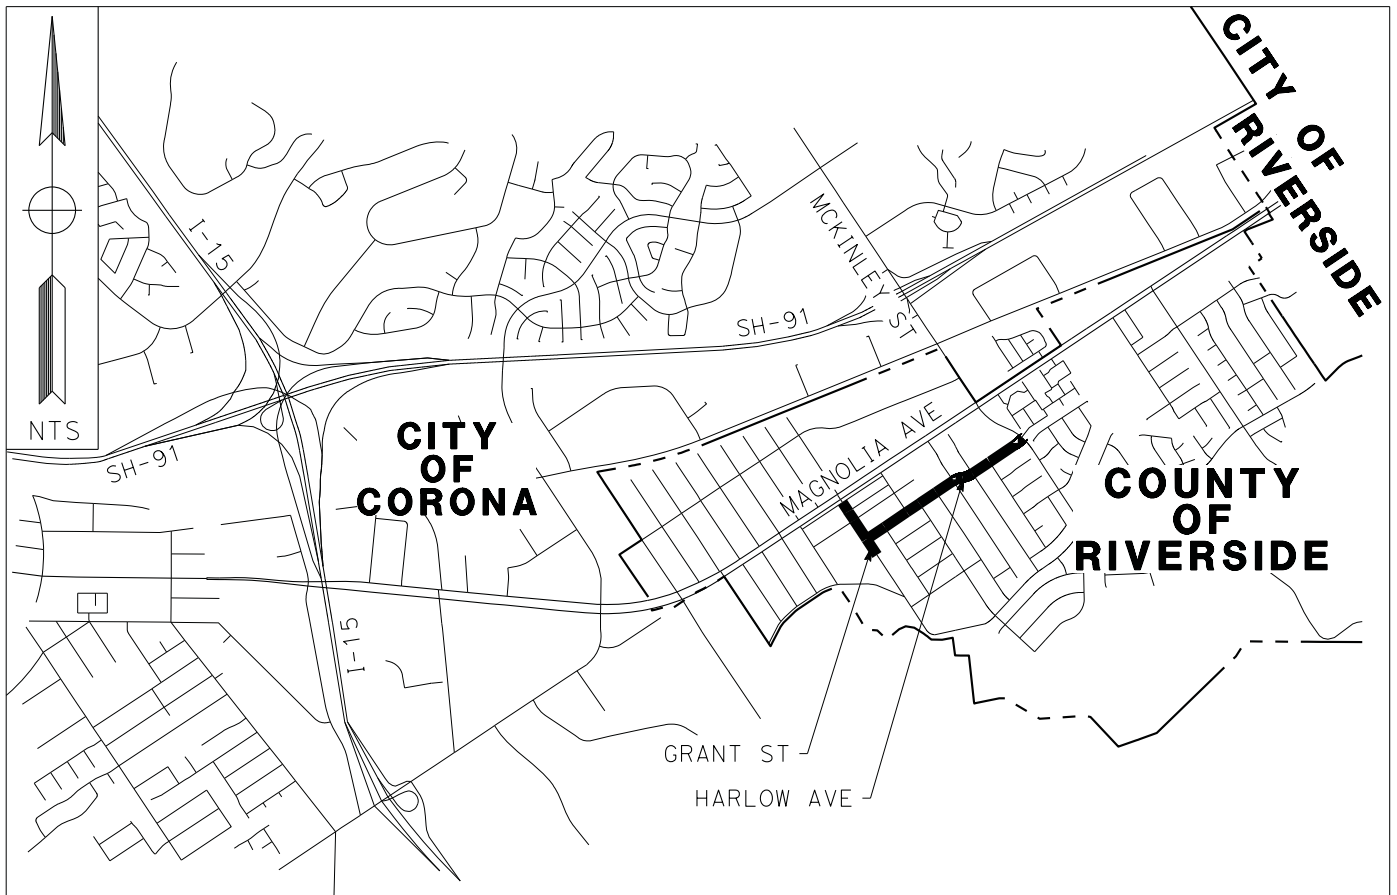 CITY OF
RIVERSIDE
MCKINLEY ST
I-15
SH-91
NTS
SH-91
CITY
OF
CORONA
MAGNOLIA AVE
COUNTY
OF
RIVERSIDE
I-15
GRANT ST
HARLOW AVE